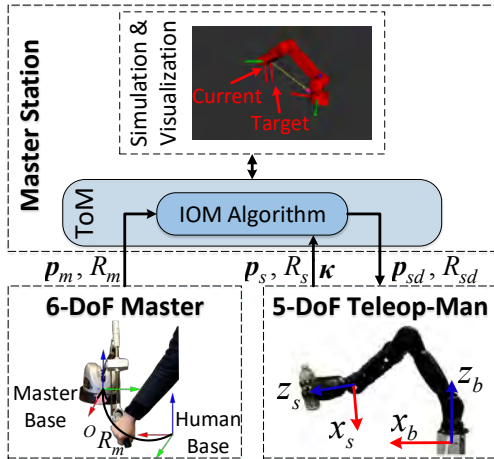 Master Station
Simulation &
Visualization
Current
Target
ToM
IOM Algorithm
p_m, R_m
p_s, R_s κ
p_sd, R_sd
6-DoF Master
Master
Base
O R_m
Human
Base
5-DoF Teleop-Man
z_s
x_s
x_b
z_b